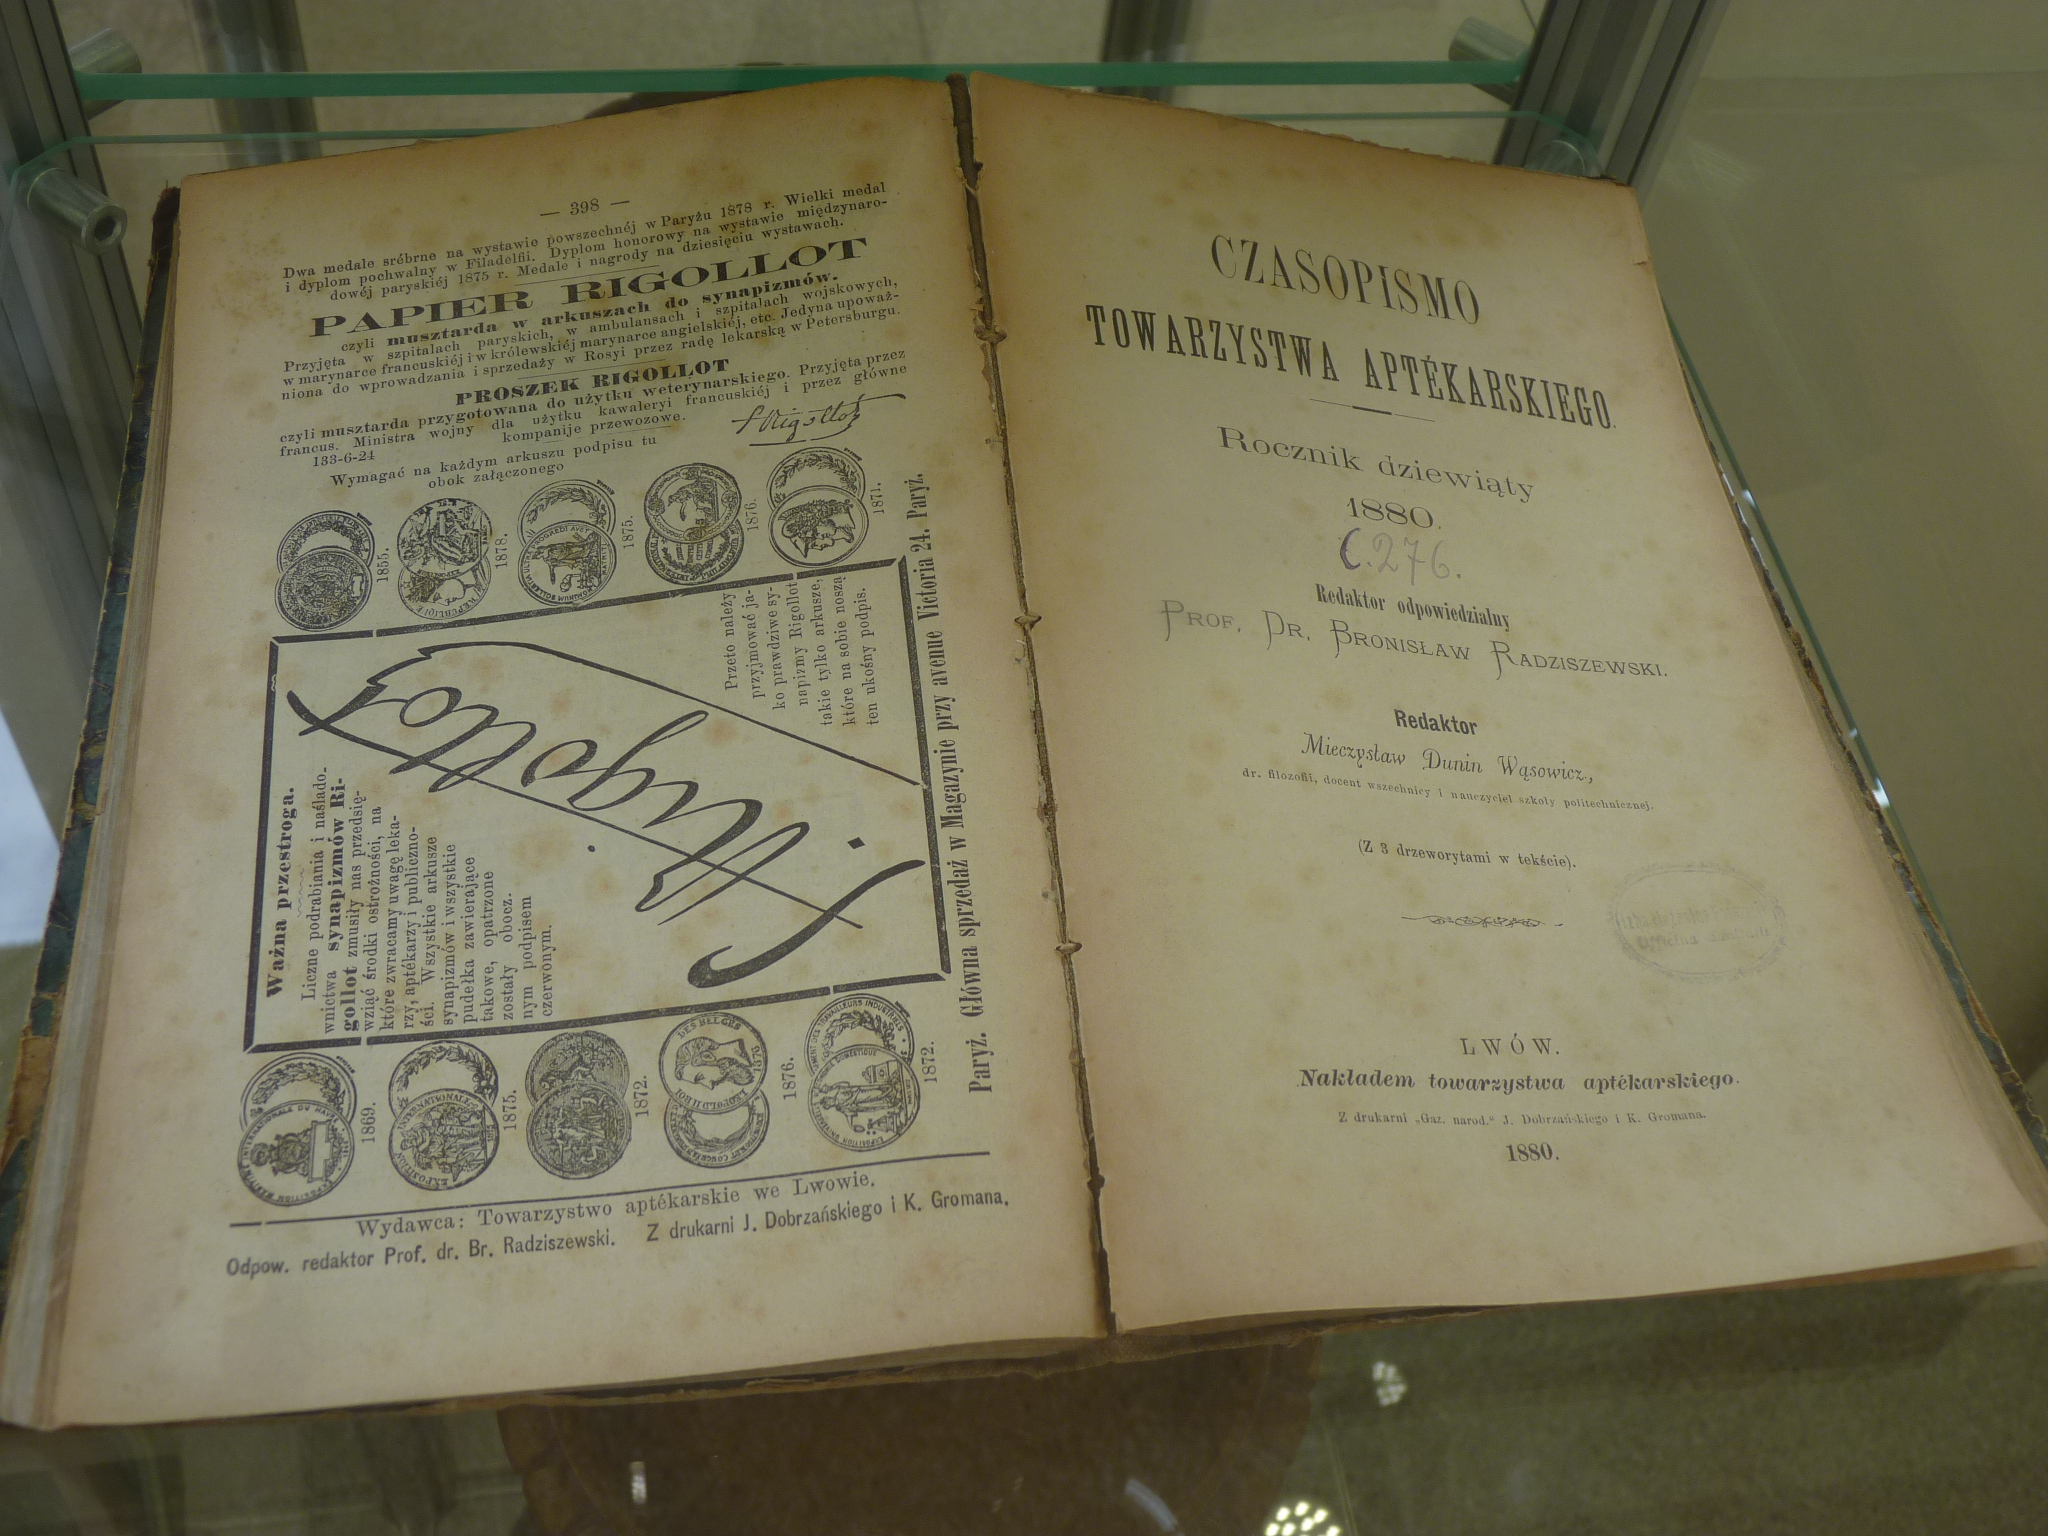 — 398 —
Dwa medale srébrne na wystawie powszechnéj w Paryżu 1878 r. Wielki medal
i dyplom pochwalny w Filadelfii. Dyplom honorowy na wystawie międzynaro-
dowéj paryskiéj 1875 r. Medale i nagrody na dziesięciu wystawach.
PAPIER RIGOLLOT
czyli musztarda w arkuszach do synapizmów.
Przyjęta w szpitalach paryskich, w ambulansach i szpitalach wojskowych,
w marynarce francuskiéj i w królewskiéj marynarce angielskiéj, etc. Jedyna upoważ-
niona do wprowadzania i sprzedaży w Rosyi przez radę lekarską w Petersburgu.
PROSZEK RIGOLLOT
czyli musztarda przygotowana do użytku weterynarskiego. Przyjęta przez
francus. Ministra wojny dla użytku kawaleryi francuskiéj i przez główne
kompanije przewozowe.
133-6-24
Wymagać na każdym arkuszu podpisu tu
obok załączonego
Rigollot
1855.
1878.
1875.
1876.
1871.
Ważna przestroga.
Liczne podrabiania i naślado-
wnictwa synapizmów Ri-
gollot zmusiły nas przedsię-
wziąć środki ostrożności, na
które zwracamy uwagę leka-
rzy, aptékarzy i publiczno-
ści. Wszystkie arkusze
synapizmów i wszystkie
pudełka zawierające
takowe, opatrzone
zostały obocz.
nym podpisem
czerwonym.
Rigollot
Przeto należy
przyjmować ja-
ko prawdziwe sy-
napizmy Rigollot
takie tylko arkusze,
które na sobie noszą
ten ukośny podpis.
Paryż. Główna sprzedaż w Magazynie przy avenue Victoria 24. Paryż.
1869.
1875.
1872.
1876.
1872.
Wydawca: Towarzystwo aptékarskie we Lwowie.
Odpow. redaktor Prof. dr. Br. Radziszewski. Z drukarni J. Dobrzańskiego i K. Gromana.
CZASOPISMO
TOWARZYSTWA APTÉKARSKIEGO.
Rocznik dziewiąty
1880.
C.276.
Redaktor odpowiedzialny
PROF. DR. BRONISŁAW RADZISZEWSKI.
Redaktor
Mieczysław Dunin Wąsowicz,
dr. filozofii, docent wszechnicy i nauczyciel szkoły politechnicznej.
(Z 3 drzeworytami w tekście).
LWÓW.
Nakładem towarzystwa aptékarskiego.
Z drukarni „Gaz. narod.“ J. Dobrzańskiego i K. Gromana.
1880.